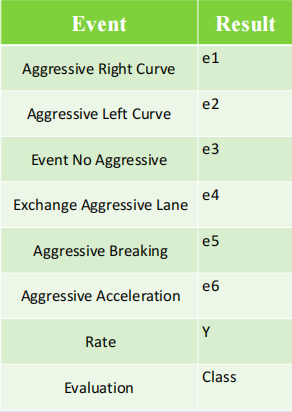 Event Result
Aggressive Right Curve e1
Aggressive Left Curve e2
Event No Aggressive e3
Exchange Aggressive Lane e4
Aggressive Breaking e5
Aggressive Acceleration e6
Rate Y
Evaluation Class